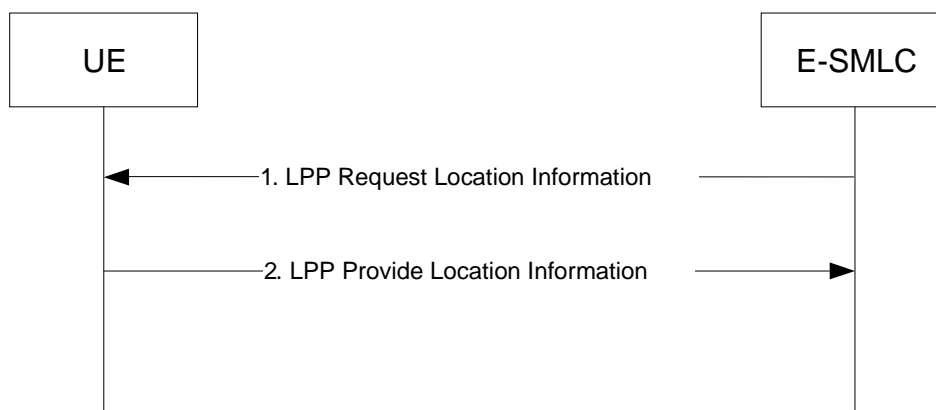 UE
E-SMLC
1. LPP Request Location Information
2. LPP Provide Location Information